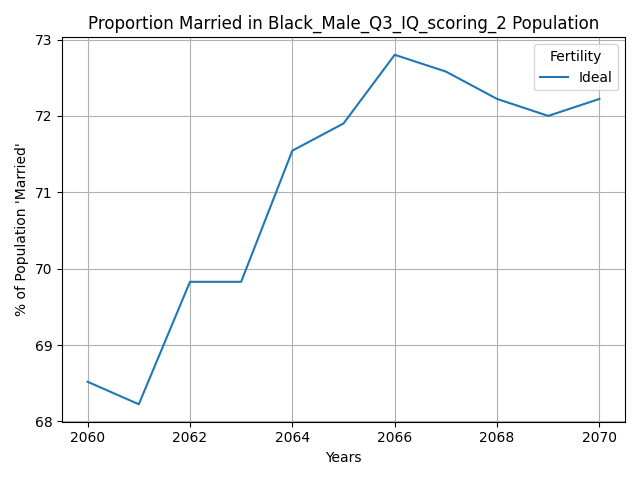 Proportion Married in Black_Male_Q3_IQ_scoring_2 Population
73
72
71
70
69
68
% of Population 'Married'
Fertility
Ideal
2060 2062 2064 2066 2068 2070
Years